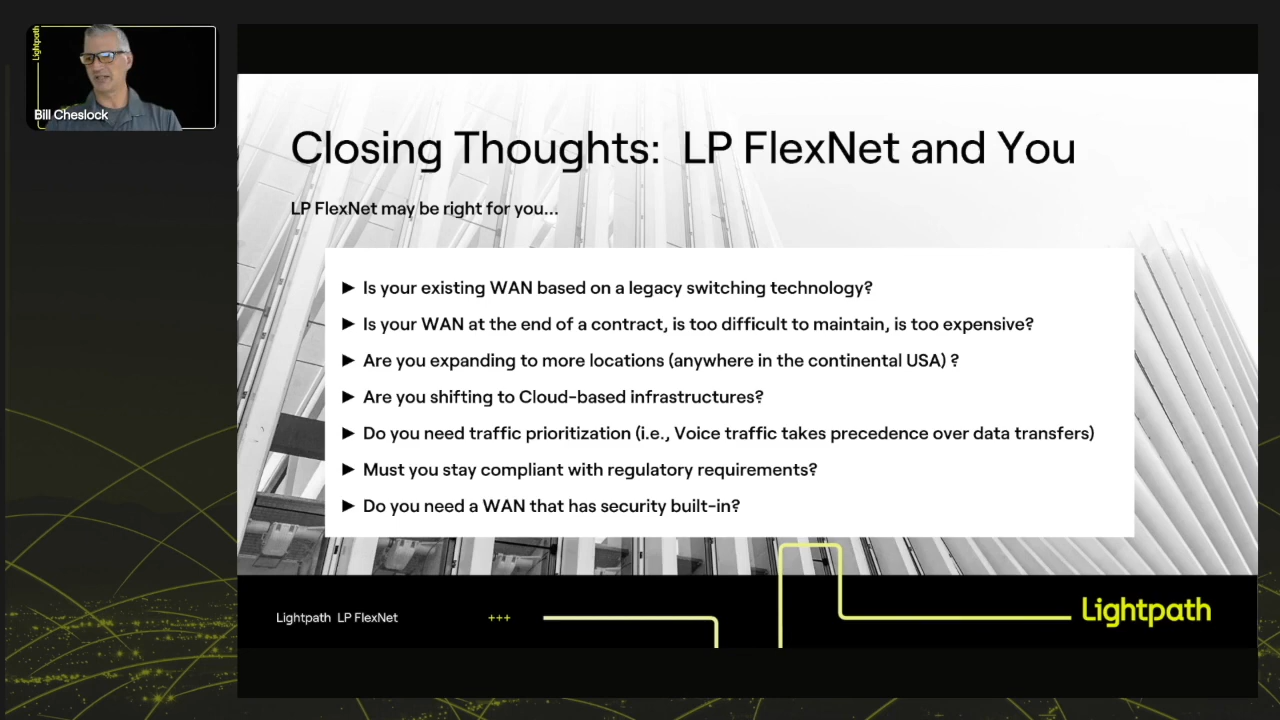 Lightpath
Bill Cheslock
Closing Thoughts: LP FlexNet and You
LP FlexNet may be right for you...
► Is your existing WAN based on a legacy switching technology?
► Is your WAN at the end of a contract, is too difficult to maintain, is too expensive?
► Are you expanding to more locations (anywhere in the continental USA) ?
► Are you shifting to Cloud-based infrastructures?
► Do you need traffic prioritization (i.e., Voice traffic takes precedence over data transfers)
► Must you stay compliant with regulatory requirements?
► Do you need a WAN that has security built-in?
Lightpath LP FlexNet
+++
Lightpath